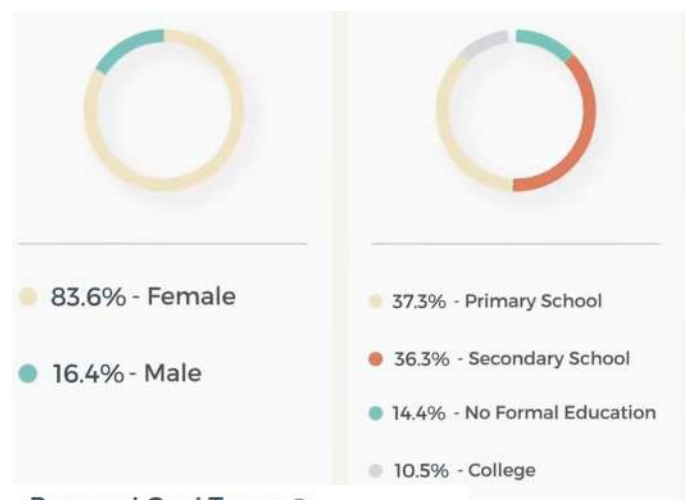 83.6% - Female
16.4% - Male
37.3% - Primary School
36.3% - Secondary School
14.4% - No Formal Education
10.5% - College